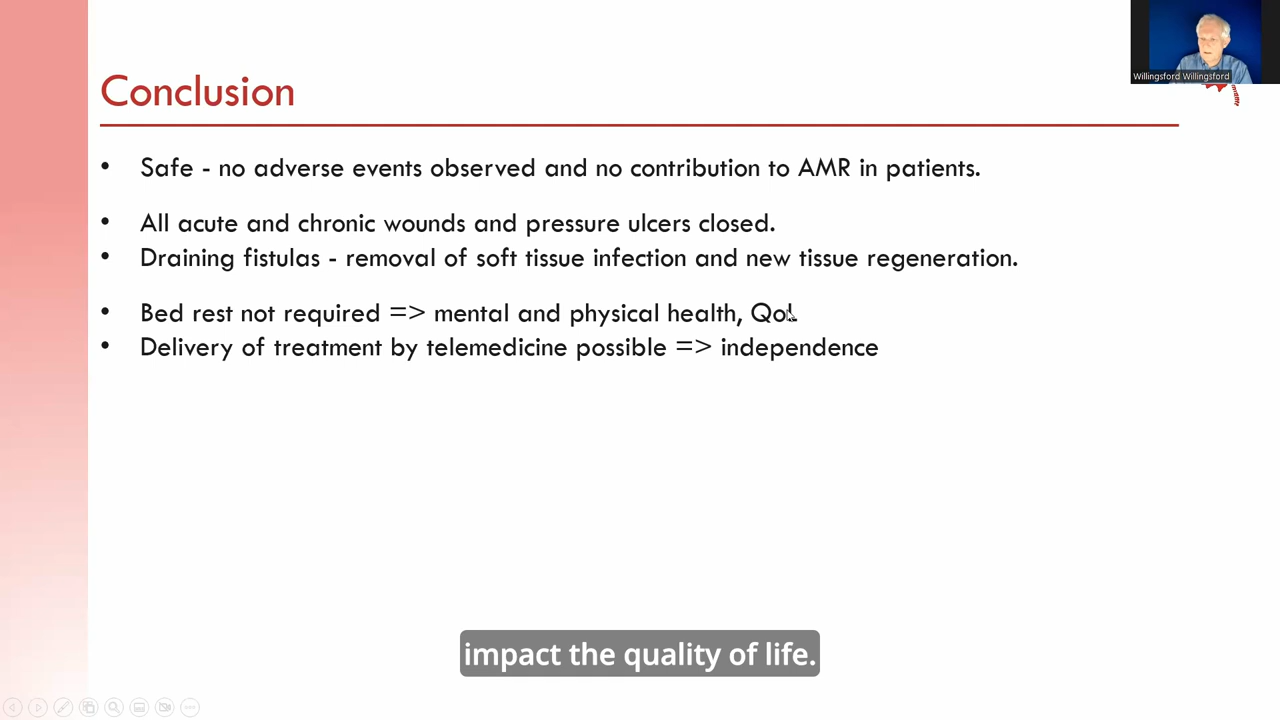 Willingsford Willingsford
Conclusion
• Safe - no adverse events observed and no contribution to AMR in patients.
• All acute and chronic wounds and pressure ulcers closed.
• Draining fistulas - removal of soft tissue infection and new tissue regeneration.
• Bed rest not required => mental and physical health, QoL
• Delivery of treatment by telemedicine possible => independence
impact the quality of life.